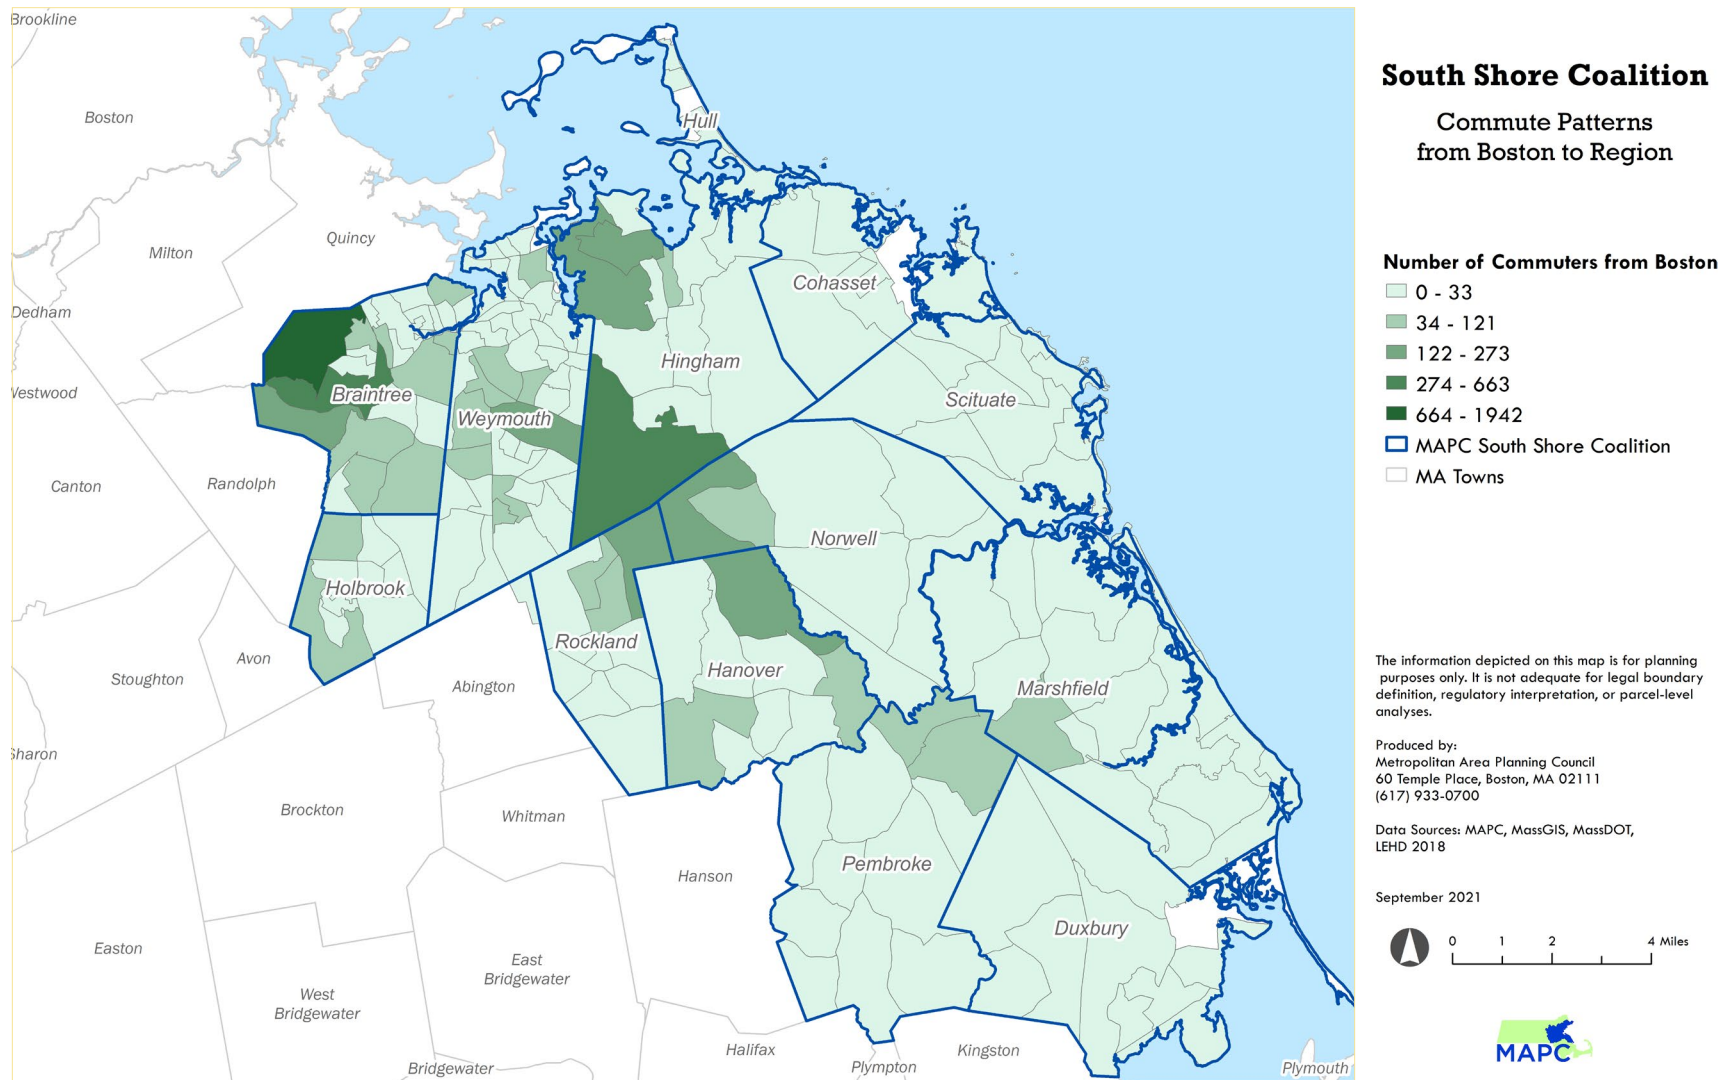 South Shore Coalition
Commute Patterns
from Boston to Region
Number of Commuters from Boston
0 - 33
34 - 121
122 - 273
274 - 663
664 - 1942
MAPC South Shore Coalition
MA Towns
The information depicted on this map is for planning
purposes only. It is not adequate for legal boundary
definition, regulatory interpretation, or parcel-level
analyses.
Produced by:
Metropolitan Area Planning Council
60 Temple Place, Boston, MA 02111
(617) 933-0700
Data Sources: MAPC, MassGIS, MassDOT,
LEHD 2018
September 2021
0 1 2 4 Miles
MAPC
Brookline
Boston
Hull
Milton
Quincy
Cohasset
Dedham
Hingham
Westwood
Braintree
Scituate
Weymouth
Canton
Randolph
Norwell
Holbrook
Rockland
Avon
Hanover
Stoughton
Abington
Marshfield
Sharon
Brockton
Whitman
Pembroke
Hanson
Duxbury
Easton
East
Bridgewater
West
Bridgewater
Halifax
Kingston
Bridgewater
Plympton
Plymouth